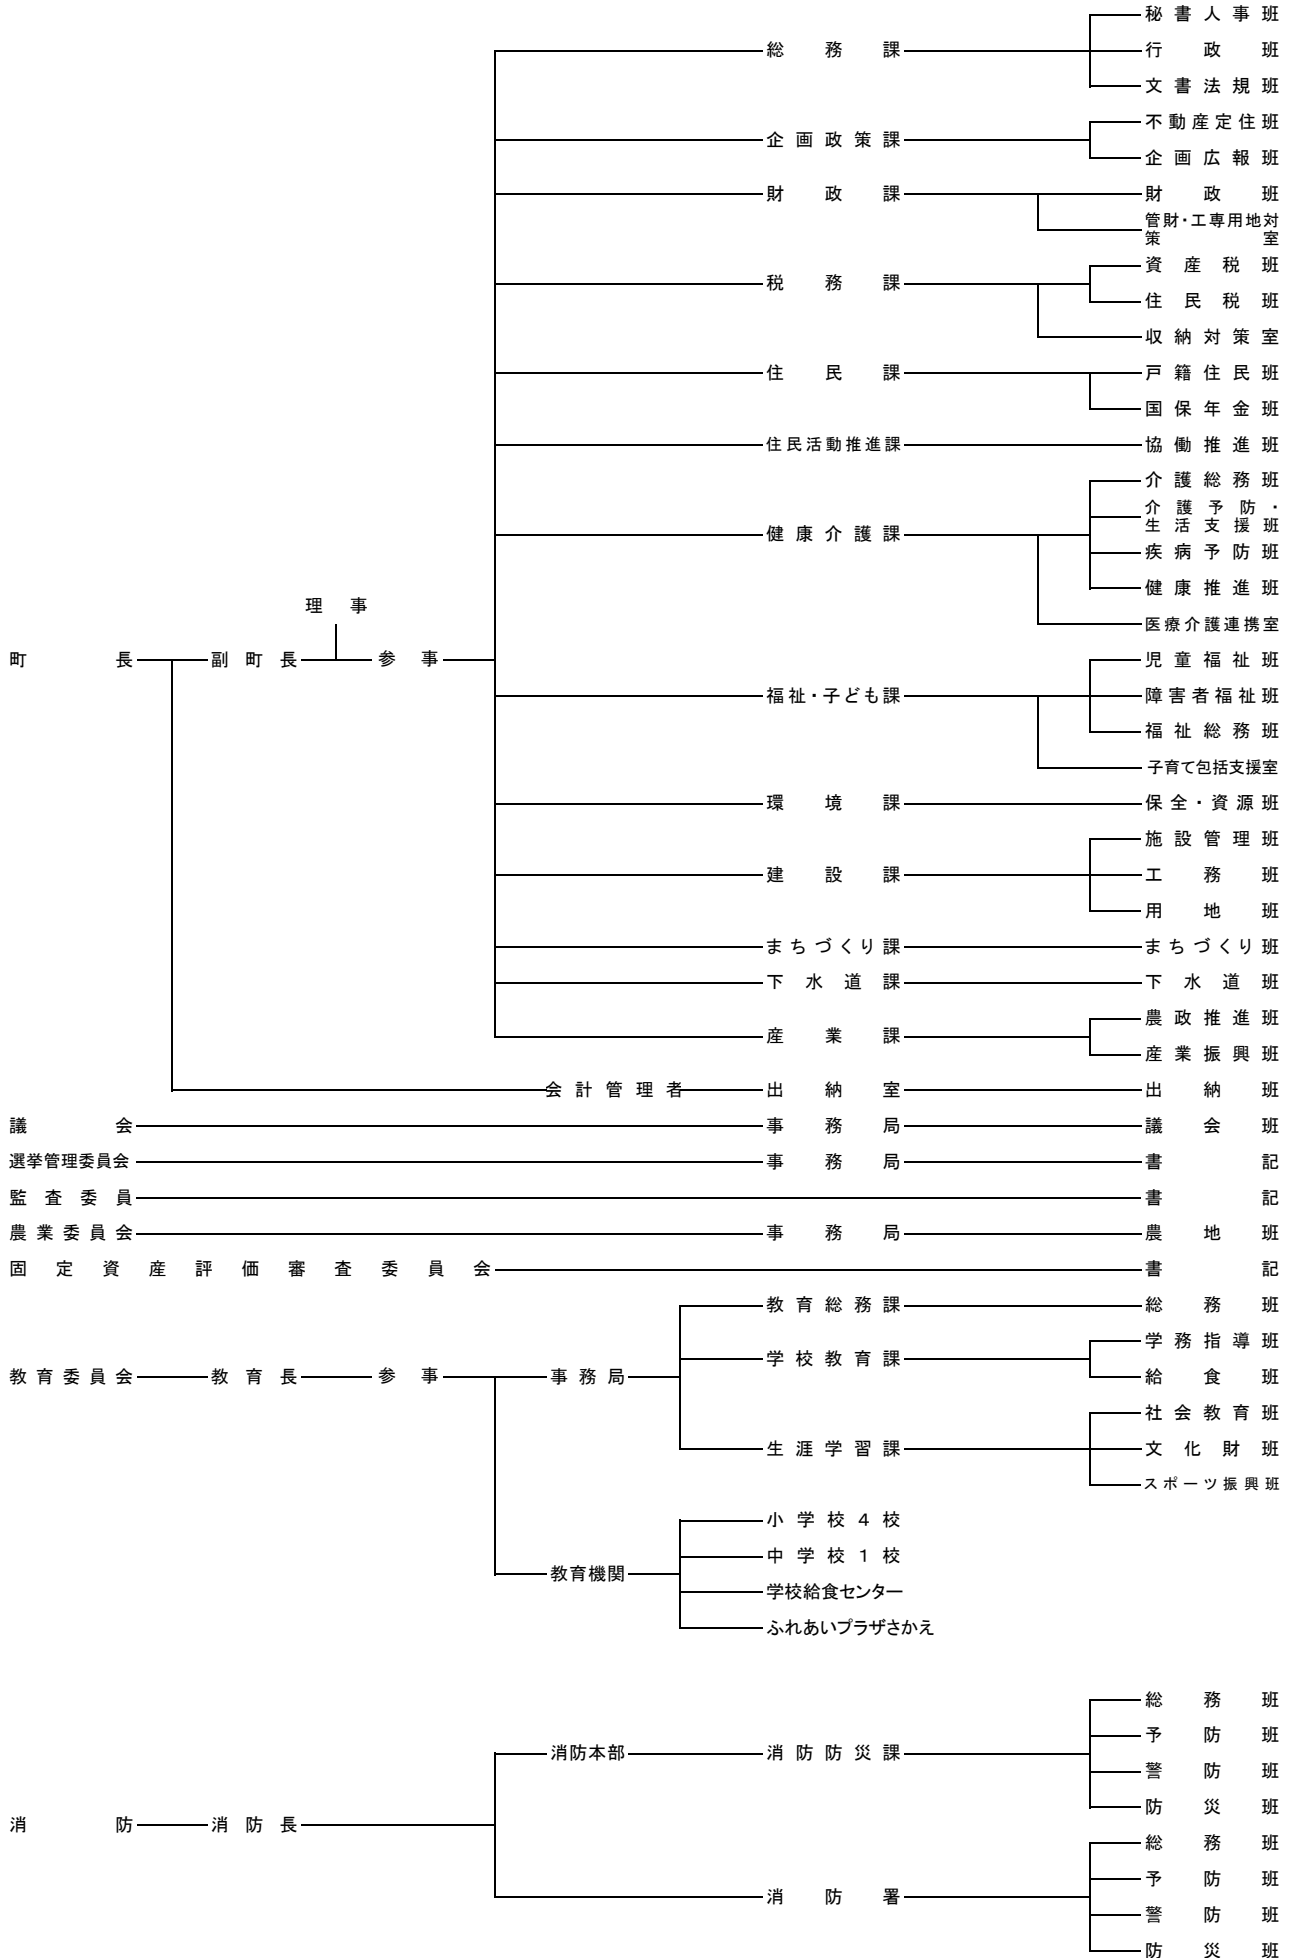 秘書人事班
総務課 行政班
文書法規班
不動産定住班
企画政策課
企画広報班
財政課 財政班
管財・工専用地対
策室
資産税班
税務課
住民税班
収納対策室
住民課 戸籍住民班
国保年金班
住民活動推進課 協働推進班
介護総務班
介護予防・
生活支援班
健康介護課
疾病予防班
健康推進班
理事
医療介護連携室
町長 副町長 参事 児童福祉班
福祉・子ども課 障害者福祉班
福祉総務班
子育て包括支援室
環境課 保全・資源班
施設管理班
建設課 工務班
用地班
まちづくり課 まちづくり班
下水道課 下水道班
農政推進班
産業課
産業振興班
会計管理者 出納室 出納班
議会 事務局 議会班
選挙管理委員会 事務局 書記
監査委員 書記
農業委員会 事務局 農地班
固定資産評価審査委員会 書記
教育総務課 総務班
学務指導班
学校教育課
教育委員会 教育長 参事 事務局 給食班
社会教育班
生涯学習課 文化財班
スポーツ振興班
小学校4校
中学校1校
教育機関
学校給食センター
ふれあいプラザさかえ
総務班
予防班
消防本部 消防防災課
警防班
防災班
消防 消防長
総務班
予防班
消防署
警防班
防災班